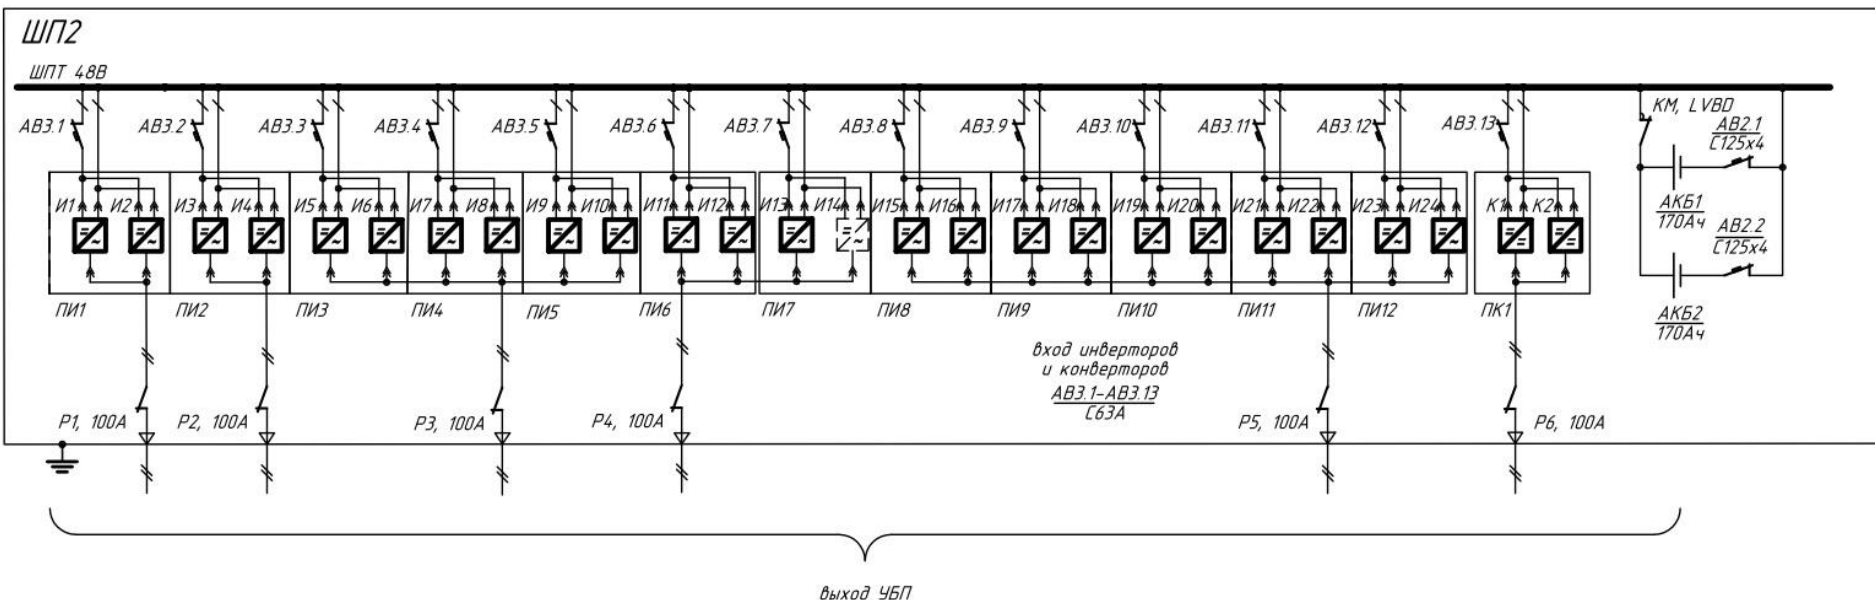 ШП2
ШПТ 48В
АВ3.1 АВ3.2 АВ3.3 АВ3.4 АВ3.5 АВ3.6 АВ3.7 АВ3.8 АВ3.9 АВ3.10 АВ3.11 АВ3.12 АВ3.13 КМ, LVBD
АВ2.1
С125х4
И1 И2 И3 И4 И5 И6 И7 И8 И9 И10 И11 И12 И13 И14 И15 И16 И17 И18 И19 И20 И21 И22 И23 И24 К1 К2
АКБ1
170Ач
АВ2.2
С125х4
ПИ1 ПИ2 ПИ3 ПИ4 ПИ5 ПИ6 ПИ7 ПИ8 ПИ9 ПИ10 ПИ11 ПИ12 ПК1
АКБ2
170Ач
вход инверторов
и конверторов
АВ3.1-АВ3.13
С63А
Р1, 100А Р2, 100А Р3, 100А Р4, 100А Р5, 100А Р6, 100А
выход УБП